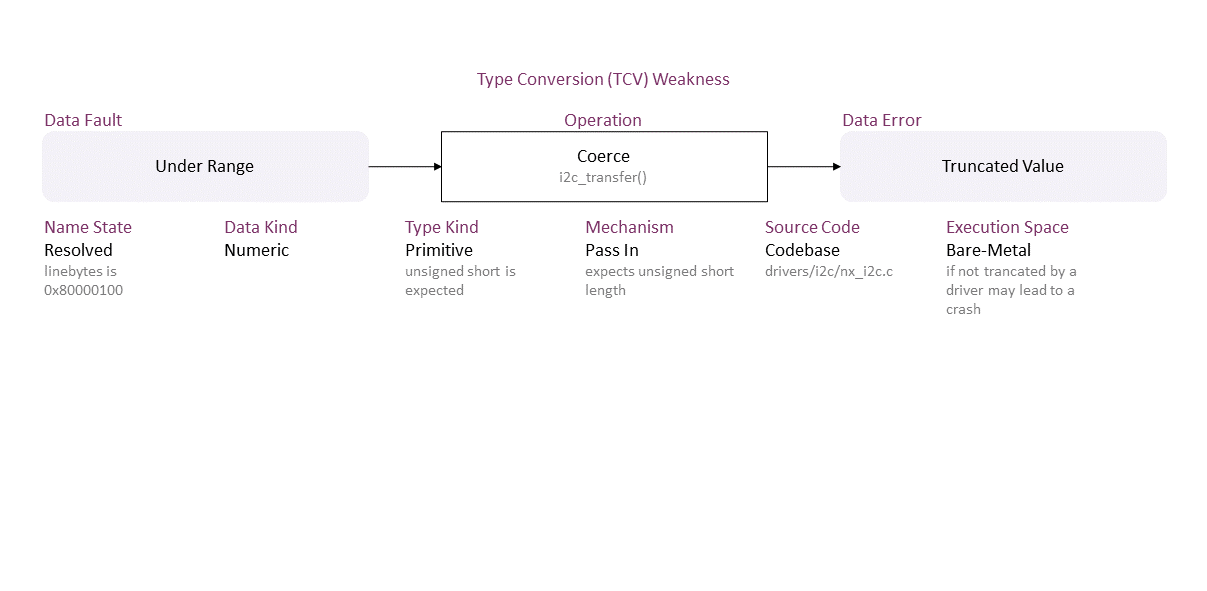 Type Conversion (TCV) Weakness
Data Fault
Operation
Data Error
Under Range
Coerce
i2c_transfer()
Truncated Value
Name State
Resolved
linebytes is
0x80000100
Data Kind
Numeric
Type Kind
Primitive
unsigned short is
expected
Mechanism
Pass In
expects unsigned short
length
Source Code
Codebase
drivers/i2c/nx_i2c.c
Execution Space
Bare-Metal
if not trancated by a
driver may lead to a
crash